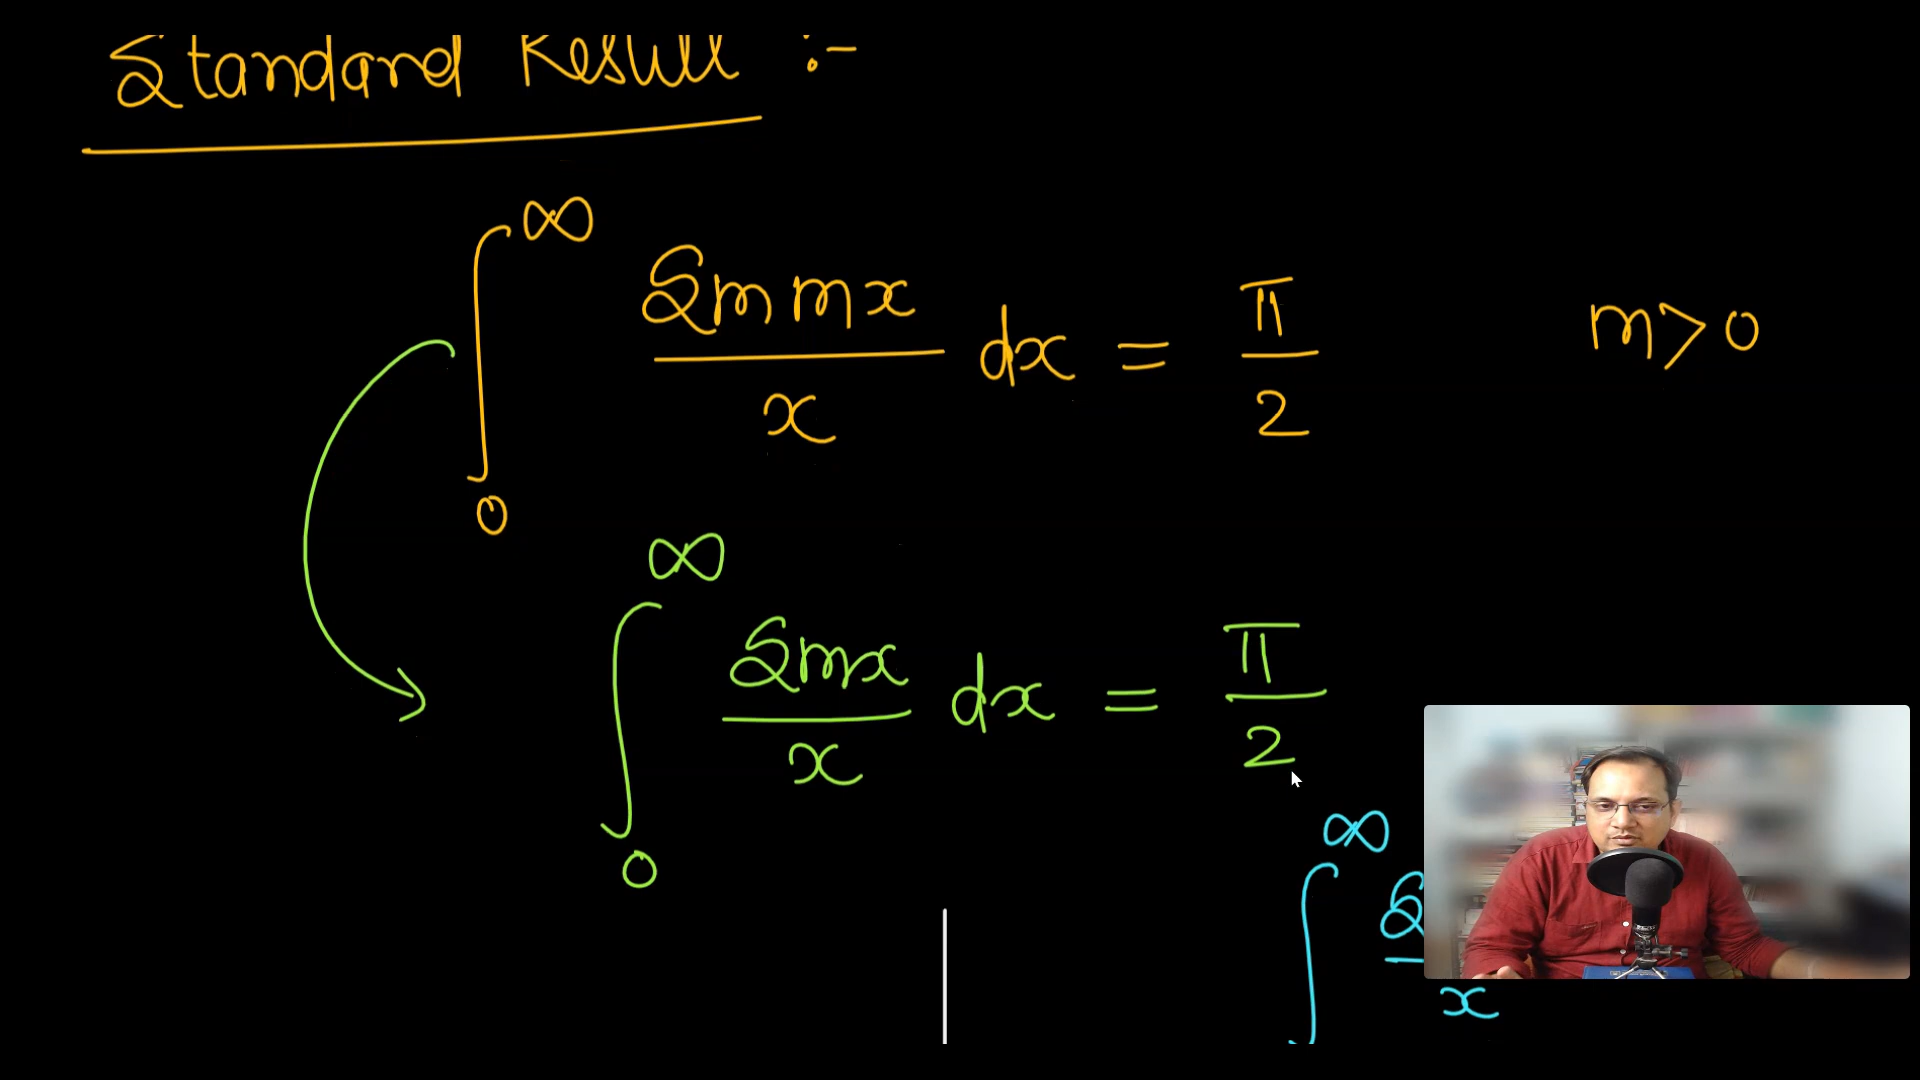 Standard Result :-
∫₀^∞ Sin mx / x dx = π/2 m>0
∫₀^∞ Sin x / x dx = π/2
∫ ^∞ S / x